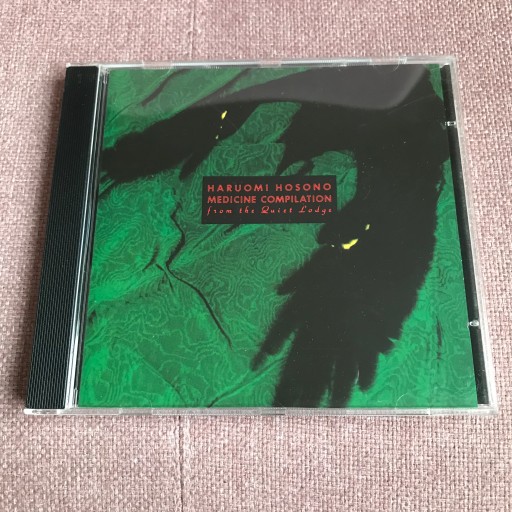 HARUOMI HOSONO
MEDICINE COMPILATION
from the Quiet Lodge